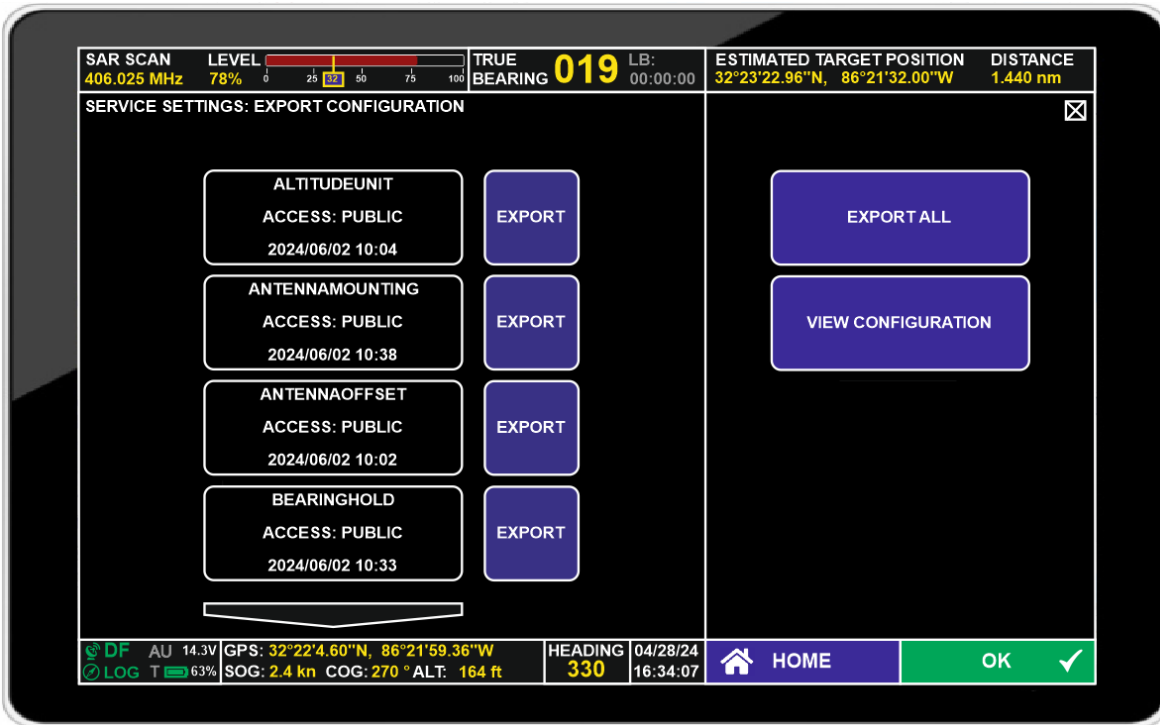 SAR SCAN
406.025 MHz
LEVEL
78%
0 25 32 50 75 100
TRUE
BEARING 019
LB:
00:00:00
ESTIMATED TARGET POSITION
32°23'22.96"N, 86°21'32.00"W
DISTANCE
1.440 nm
SERVICE SETTINGS: EXPORT CONFIGURATION
ALTITUDEUNIT
ACCESS: PUBLIC
2024/06/02 10:04
EXPORT
ANTENNAMOUNTING
ACCESS: PUBLIC
2024/06/02 10:38
EXPORT
ANTENNAOFFSET
ACCESS: PUBLIC
2024/06/02 10:02
EXPORT
BEARINGHOLD
ACCESS: PUBLIC
2024/06/02 10:33
EXPORT
EXPORT ALL
VIEW CONFIGURATION
DF AU 14.3V
LOG T 63%
GPS: 32°22'4.60"N, 86°21'59.36"W
SOG: 2.4 kn COG: 270 ° ALT: 164 ft
HEADING
330
04/28/24
16:34:07
HOME
OK